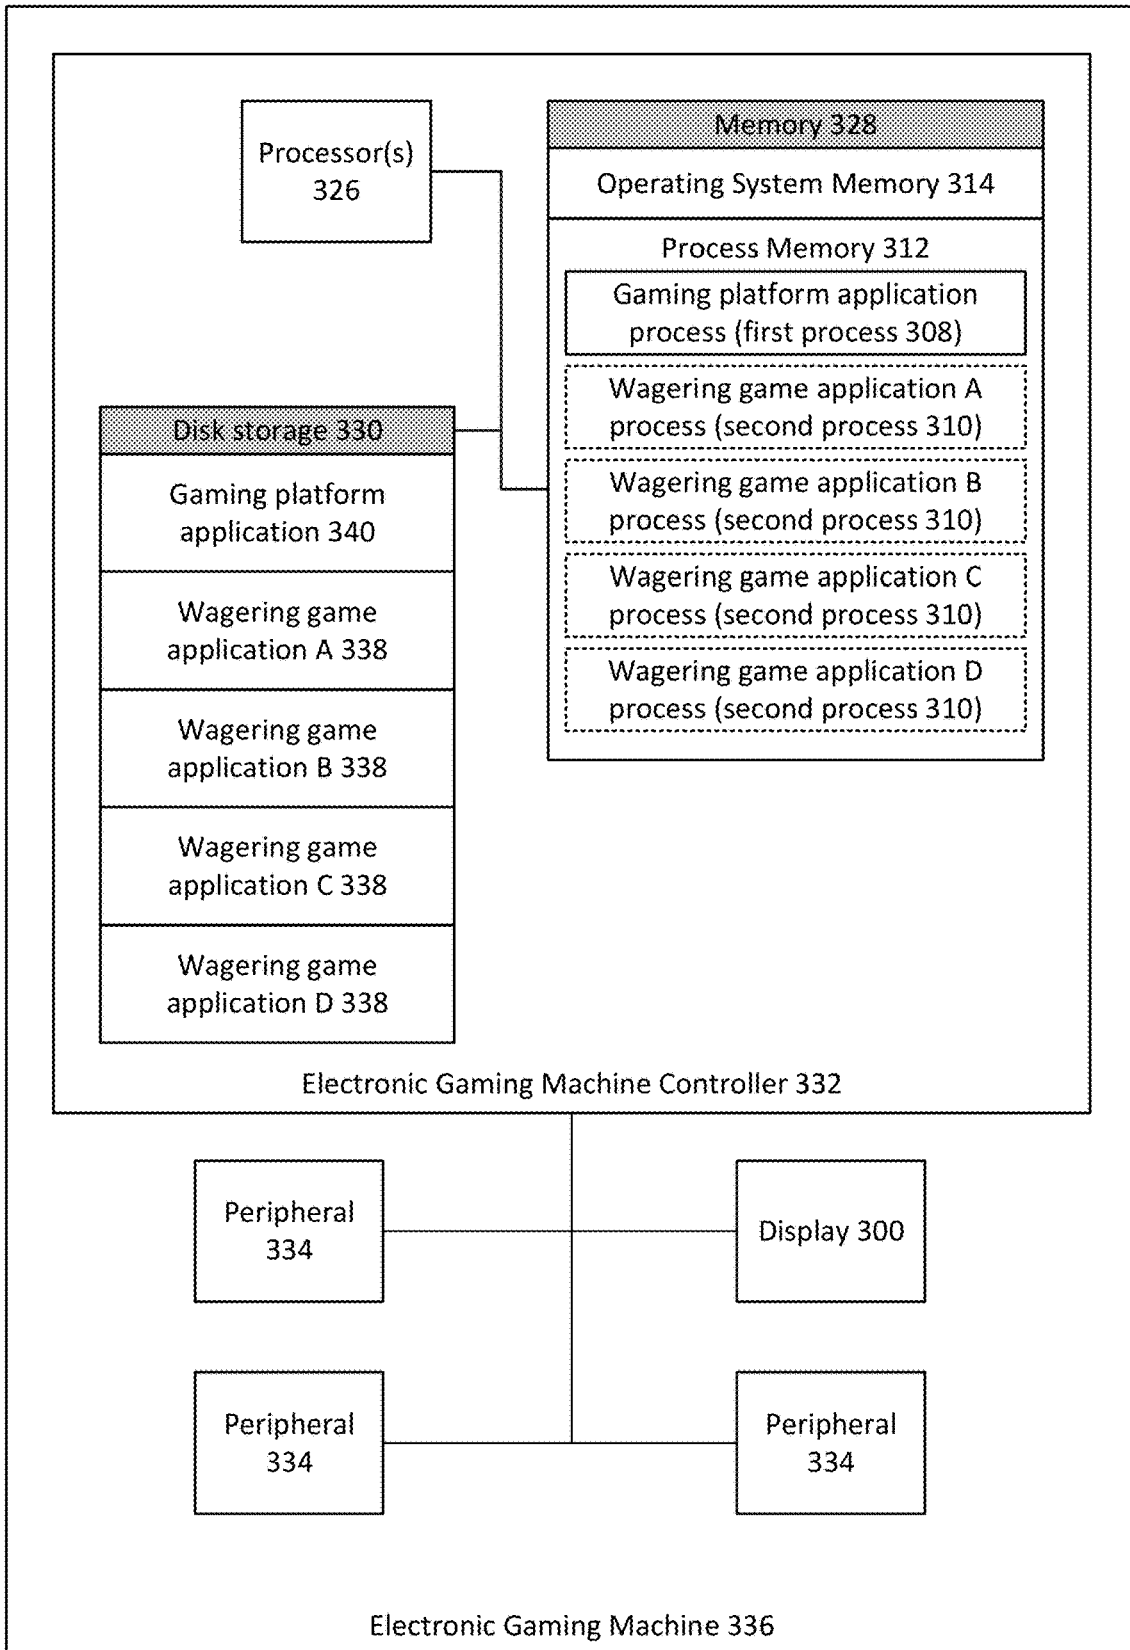 Processor(s)
326
Memory 328
Operating System Memory 314
Process Memory 312
Gaming platform application
process (first process 308)
Wagering game application A
process (second process 310)
Wagering game application B
process (second process 310)
Wagering game application C
process (second process 310)
Wagering game application D
process (second process 310)
Disk storage 330
Gaming platform
application 340
Wagering game
application A 338
Wagering game
application B 338
Wagering game
application C 338
Wagering game
application D 338
Electronic Gaming Machine Controller 332
Peripheral
334
Display 300
Peripheral
334
Peripheral
334
Electronic Gaming Machine 336